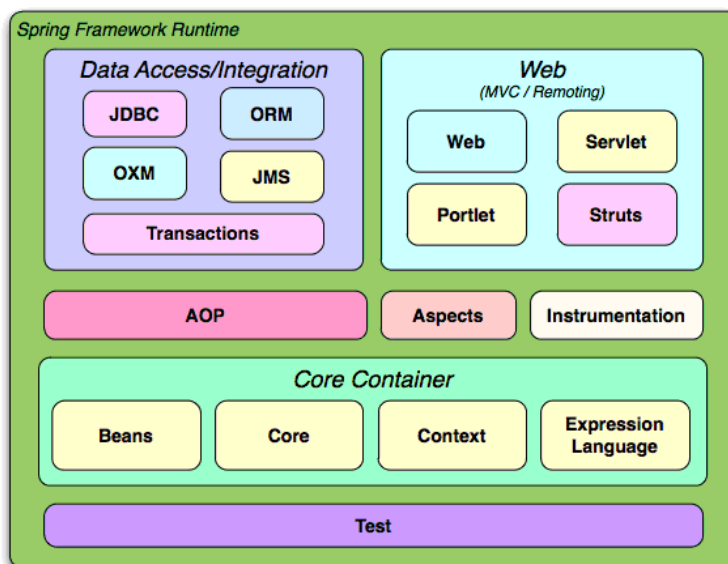 Spring Framework Runtime
Data Access/Integration
JDBC
ORM
OXM
JMS
Transactions
Web
(MVC / Remoting)
Web
Servlet
Portlet
Struts
AOP
Aspects
Instrumentation
Core Container
Beans
Core
Context
Expression
Language
Test